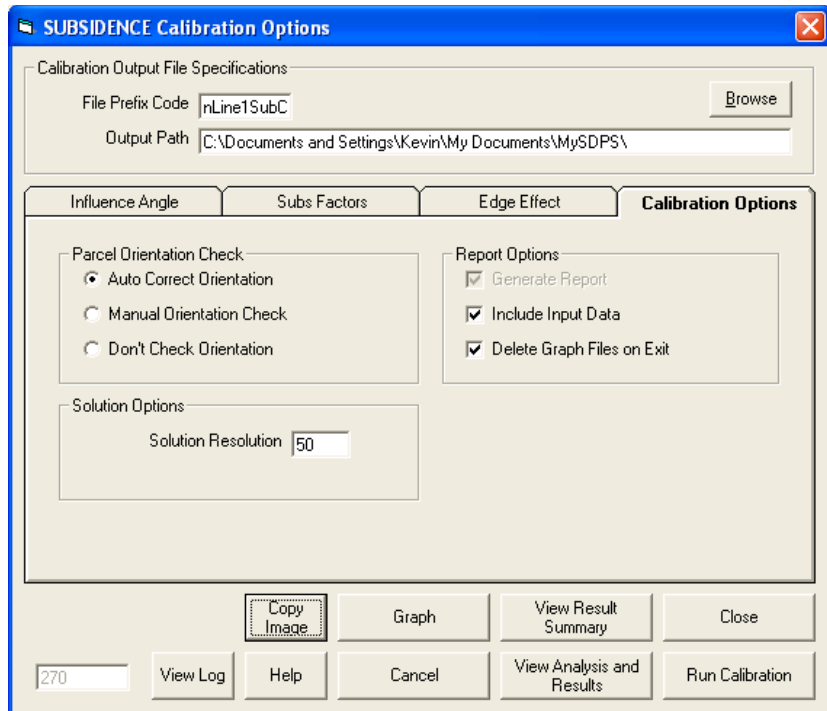 SUBSIDENCE Calibration Options
Calibration Output File Specifications
File Prefix Code nLine1SubC
Browse
Output Path C:\Documents and Settings\Kevin\My Documents\MySDPS\
Influence Angle Subs Factors Edge Effect Calibration Options
Parcel Orientation Check
Auto Correct Orientation
Manual Orientation Check
Don't Check Orientation
Report Options
Generate Report
Include Input Data
Delete Graph Files on Exit
Solution Options
Solution Resolution 50
Copy
Image
Graph
View Result
Summary
Close
270
View Log
Help
Cancel
View Analysis and
Results
Run Calibration